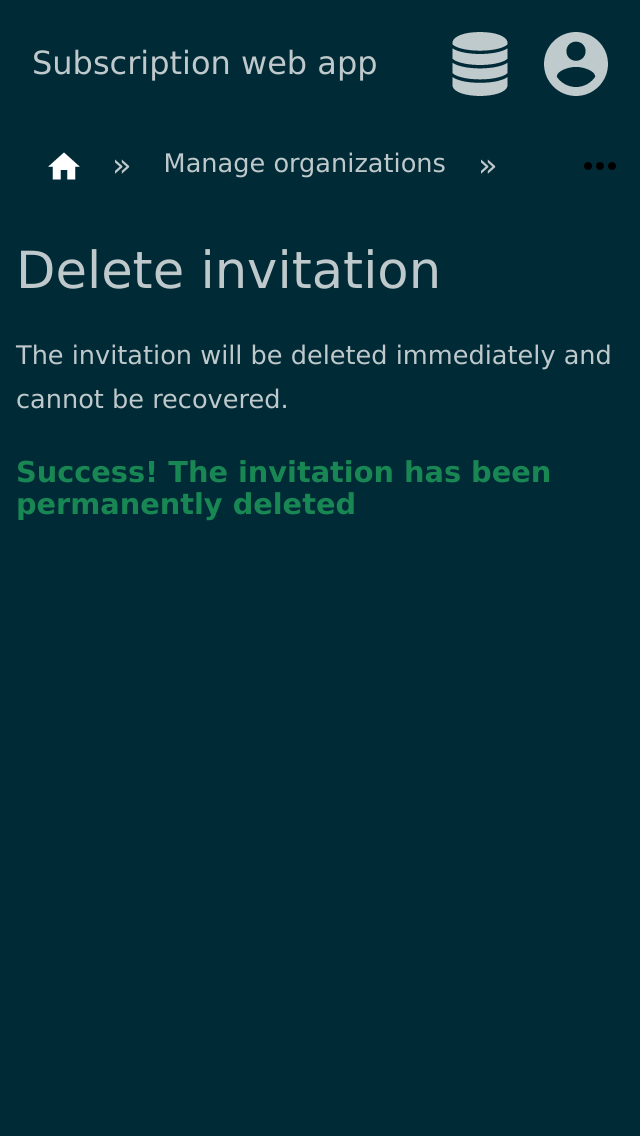 Subscription web app
» Manage organizations »
Delete invitation
The invitation will be deleted immediately and
cannot be recovered.
Success! The invitation has been
permanently deleted